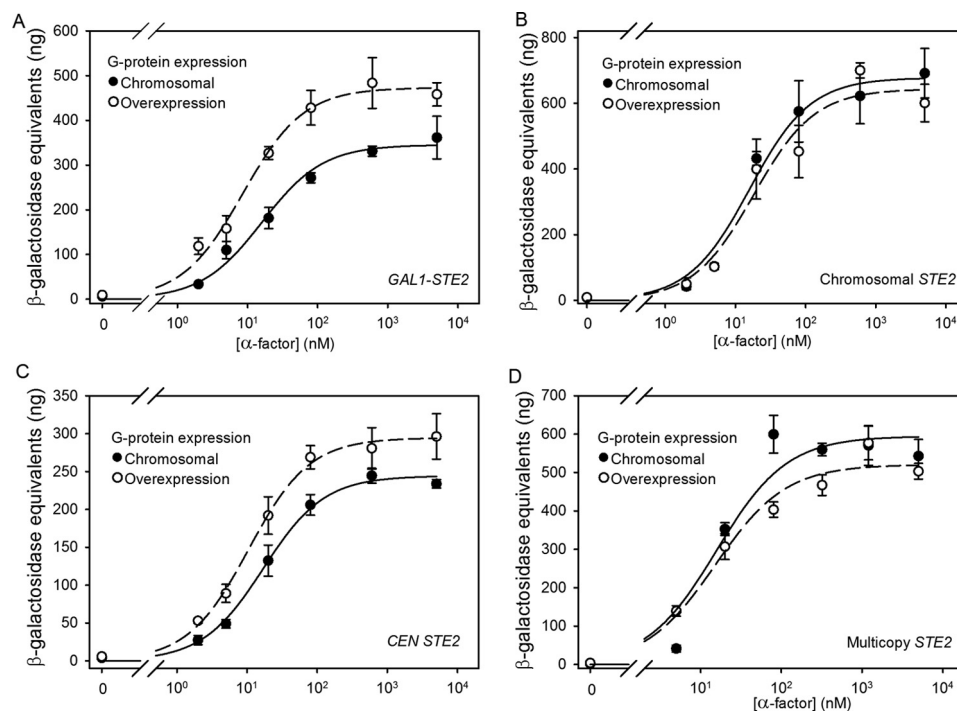 A
β-galactosidase equivalents (ng)
600
500
400
300
200
100
0
G-protein expression
Chromosomal
Overexpression
GAL1-STE2
0 10⁰ 10¹ 10² 10³ 10⁴
[α-factor] (nM)
B
β-galactosidase equivalents (ng)
800
600
400
200
0
G-protein expression
Chromosomal
Overexpression
Chromosomal STE2
0 10⁰ 10¹ 10² 10³ 10⁴
[α-factor] (nM)
C
β-galactosidase equivalents (ng)
350
300
250
200
150
100
50
0
G-protein expression
Chromosomal
Overexpression
CEN STE2
0 10⁰ 10¹ 10² 10³ 10⁴
[α-factor] (nM)
D
β-galactosidase equivalents (ng)
700
600
500
400
300
200
100
0
G-protein expression
Chromosomal
Overexpression
Multicopy STE2
0 10¹ 10² 10³ 10⁴
[α-factor] (nM)